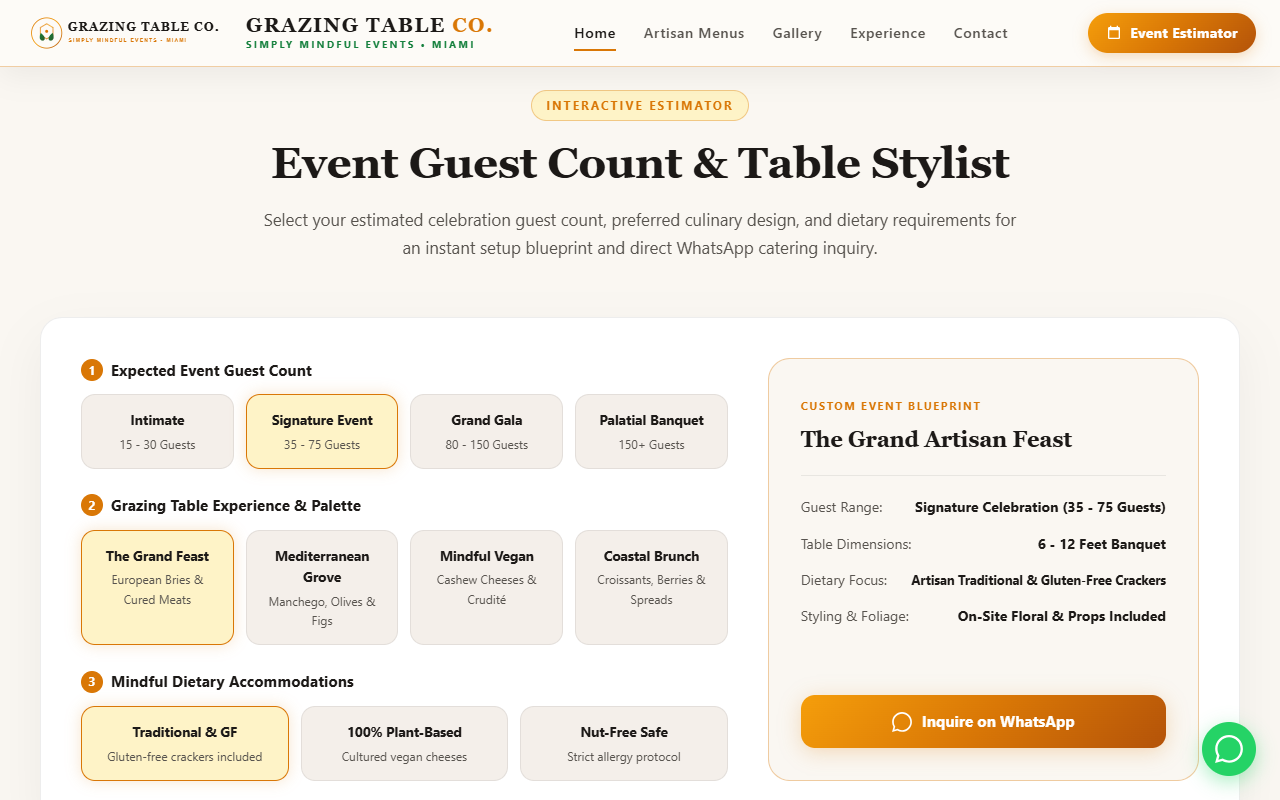 GRAZING TABLE CO.
SIMPLY MINDFUL EVENTS • MIAMI
GRAZING TABLE CO.
SIMPLY MINDFUL EVENTS • MIAMI
Home
Artisan Menus
Gallery
Experience
Contact
Event Estimator
INTERACTIVE ESTIMATOR
Event Guest Count & Table Stylist
Select your estimated celebration guest count, preferred culinary design, and dietary requirements for
an instant setup blueprint and direct WhatsApp catering inquiry.
1 Expected Event Guest Count
Intimate
15 - 30 Guests
Signature Event
35 - 75 Guests
Grand Gala
80 - 150 Guests
Palatial Banquet
150+ Guests
2 Grazing Table Experience & Palette
The Grand Feast
European Bries &
Cured Meats
Mediterranean
Grove
Manchego, Olives &
Figs
Mindful Vegan
Cashew Cheeses &
Crudité
Coastal Brunch
Croissants, Berries &
Spreads
3 Mindful Dietary Accommodations
Traditional & GF
Gluten-free crackers included
100% Plant-Based
Cultured vegan cheeses
Nut-Free Safe
Strict allergy protocol
CUSTOM EVENT BLUEPRINT
The Grand Artisan Feast
Guest Range: Signature Celebration (35 - 75 Guests)
Table Dimensions: 6 - 12 Feet Banquet
Dietary Focus: Artisan Traditional & Gluten-Free Crackers
Styling & Foliage: On-Site Floral & Props Included
Inquire on WhatsApp